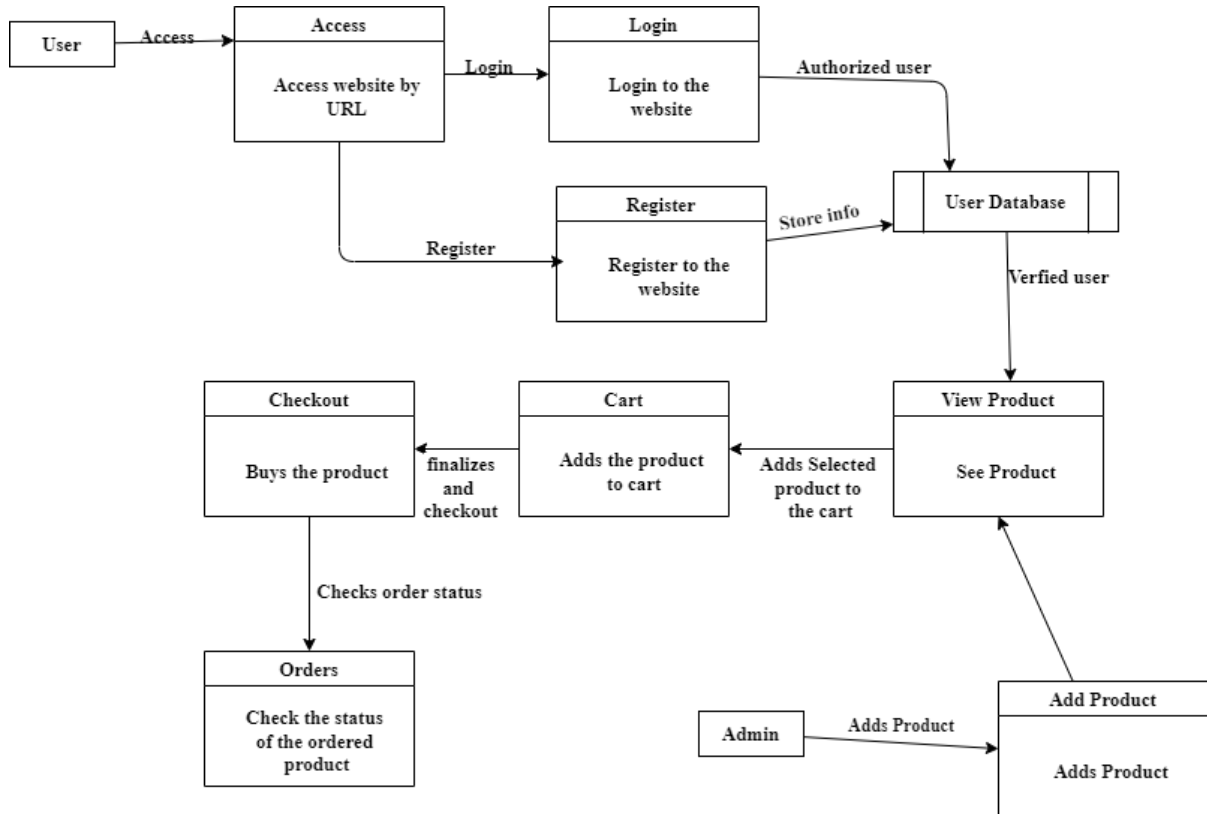 User
Access
Access
Access website by
URL
Login
Login
Login to the
website
Authorized user
Register
Register
Register to the
website
Store info
User Database
Verfied user
View Product
See Product
Adds Selected
product to
the cart
Cart
Adds the product
to cart
finalizes
and
checkout
Checkout
Buys the product
Checks order status
Orders
Check the status
of the ordered
product
Admin
Adds Product
Add Product
Adds Product